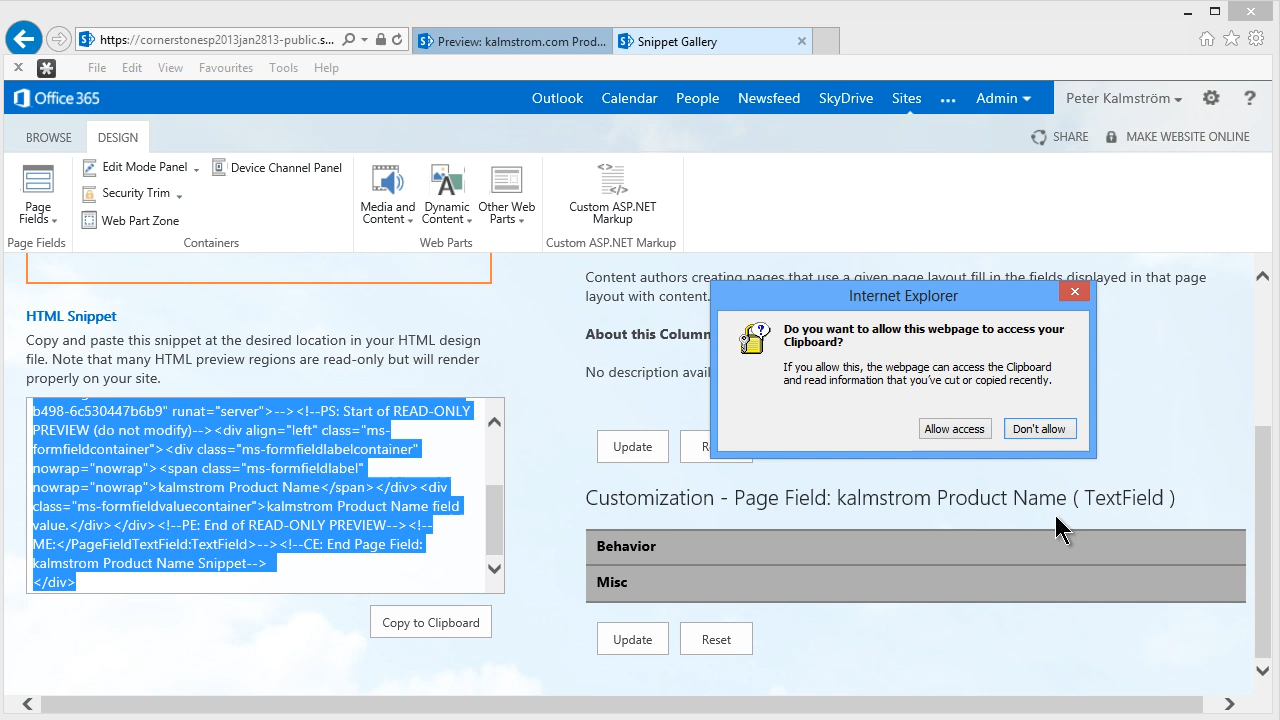 https://cornerstonesp2013jan2813-public.s...
Preview: kalmstrom.com Prod...
Snippet Gallery
File Edit View Favourites Tools Help
Office 365
Outlook Calendar People Newsfeed SkyDrive Sites ... Admin
Peter Kalmström
?
BROWSE DESIGN
SHARE MAKE WEBSITE ONLINE
Page Fields
Edit Mode Panel
Device Channel Panel
Security Trim
Web Part Zone
Media and Content
Dynamic Content
Other Web Parts
Custom ASP.NET Markup
Page Fields
Containers
Web Parts
Custom ASP.NET Markup
HTML Snippet
Copy and paste this snippet at the desired location in your HTML design
file. Note that many HTML preview regions are read-only but will render
properly on your site.
b498-6c530447b6b9" runat="server">--><!--PS: Start of READ-ONLY
PREVIEW (do not modify)--><div align="left" class="ms-
formfieldcontainer"><div class="ms-formfieldlabelcontainer"
nowrap="nowrap"><span class="ms-formfieldlabel"
nowrap="nowrap">kalmstrom Product Name</span></div><div
class="ms-formfieldvaluecontainer">kalmstrom Product Name field
value.</div></div><!--PE: End of READ-ONLY PREVIEW--><!--
ME:</PageFieldTextField:TextField>--><!--CE: End Page Field:
kalmstrom Product Name Snippet-->
</div>
Copy to Clipboard
Content authors creating pages that use a given page layout fill in the fields displayed in that page
layout with content.
About this Column
No description avail
Update
Internet Explorer
Do you want to allow this webpage to access your
Clipboard?
If you allow this, the webpage can access the Clipboard
and read information that you've cut or copied recently.
Allow access
Don't allow
Customization - Page Field: kalmstrom Product Name ( TextField )
Behavior
Misc
Update
Reset